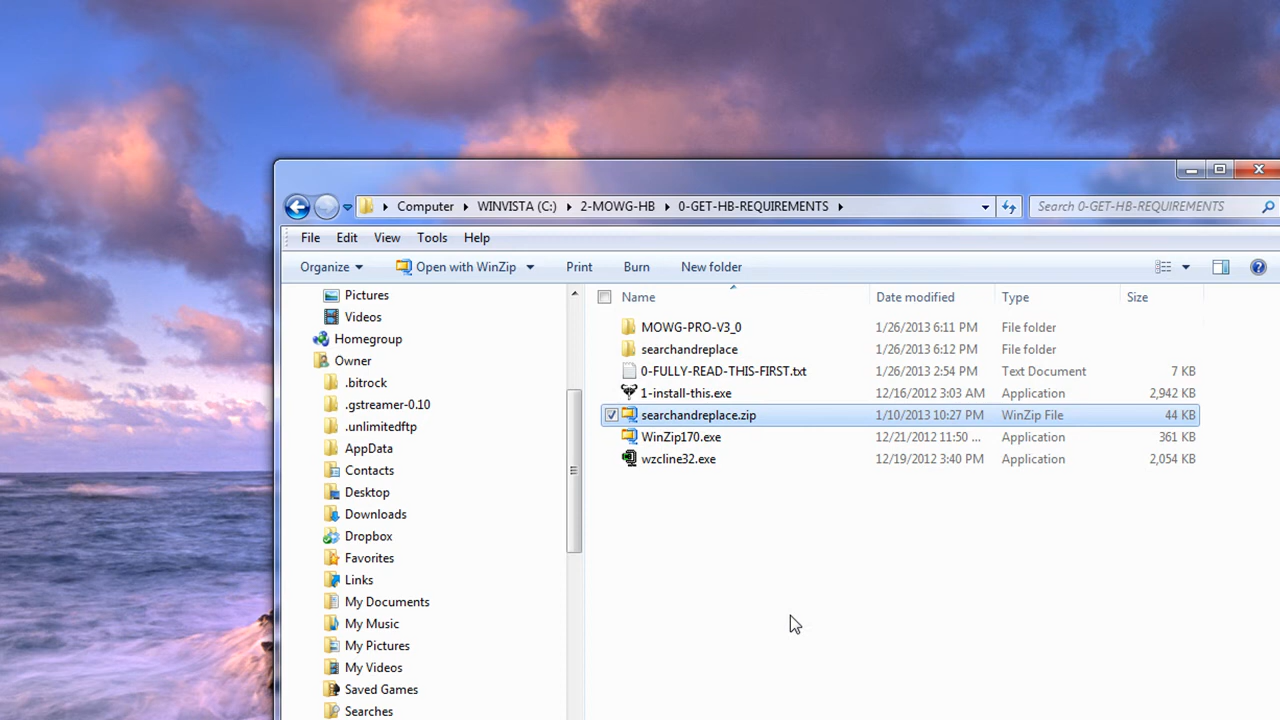 Computer WINVISTA (C:) 2-MOWG-HB 0-GET-HB-REQUIREMENTS Search 0-GET-HB-REQUIREMENTS
File Edit View Tools Help
Organize Open with WinZip Print Burn New folder
Pictures
Videos
Homegroup
Owner
.bitrock
.gstreamer-0.10
.unlimitedftp
AppData
Contacts
Desktop
Downloads
Dropbox
Favorites
Links
My Documents
My Music
My Pictures
My Videos
Saved Games
Searches
Name Date modified Type Size
MOWG-PRO-V3_0 1/26/2013 6:11 PM File folder
searchandreplace 1/26/2013 6:12 PM File folder
0-FULLY-READ-THIS-FIRST.txt 1/26/2013 2:54 PM Text Document 7 KB
1-install-this.exe 12/16/2012 3:03 AM Application 2,942 KB
searchandreplace.zip 1/10/2013 10:27 PM WinZip File 44 KB
WinZip170.exe 12/21/2012 11:50 ... Application 361 KB
wzcline32.exe 12/19/2012 3:40 PM Application 2,054 KB